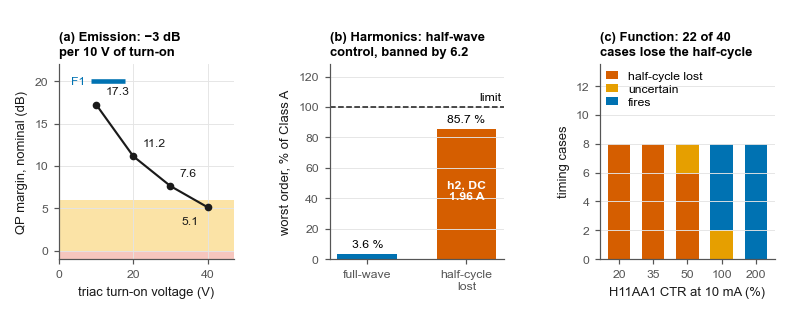 (a) Emission: −3 dB
per 10 V of turn-on
QP margin, nominal (dB)
20
15
10
5
0
F1
17.3
11.2
7.6
5.1
0
20
40
triac turn-on voltage (V)
(b) Harmonics: half-wave
control, banned by 6.2
worst order, % of Class A
120
100
80
60
40
20
0
limit
85.7 %
h2, DC
1.96 A
3.6 %
full-wave
half-cycle
lost
(c) Function: 22 of 40
cases lose the half-cycle
timing cases
12
10
8
6
4
2
0
half-cycle lost
uncertain
fires
20
35
50
100
200
H11AA1 CTR at 10 mA (%)